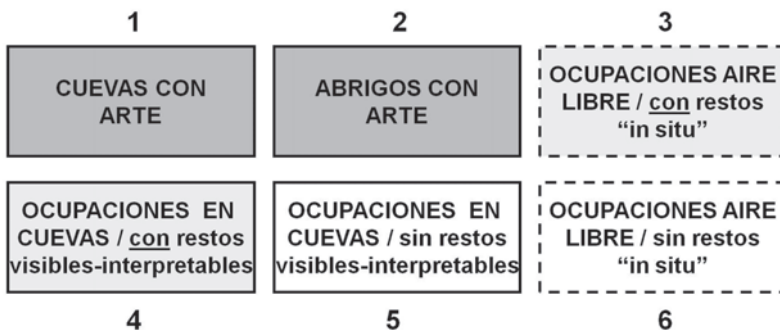 1
2
3
CUEVAS CON
ARTE
ABRIGOS CON
ARTE
OCUPACIONES AIRE
LIBRE / con restos
“in situ”
OCUPACIONES EN
CUEVAS / con restos
visibles-interpretables
OCUPACIONES EN
CUEVAS / sin restos
visibles-interpretables
OCUPACIONES AIRE
LIBRE / sin restos
“in situ”
4
5
6